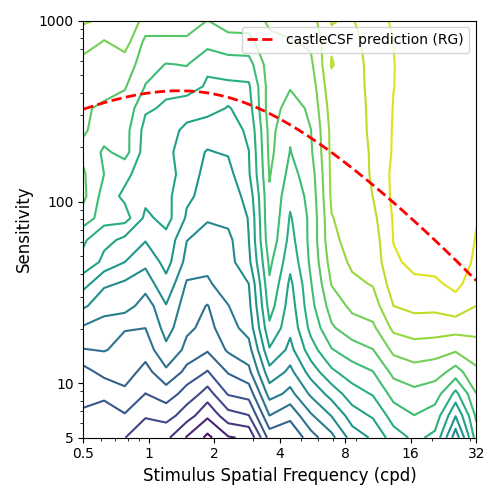 1000
castleCSF prediction (RG)
100
10
5
Sensitivity
0.5 1 2 4 8 16 32
Stimulus Spatial Frequency (cpd)